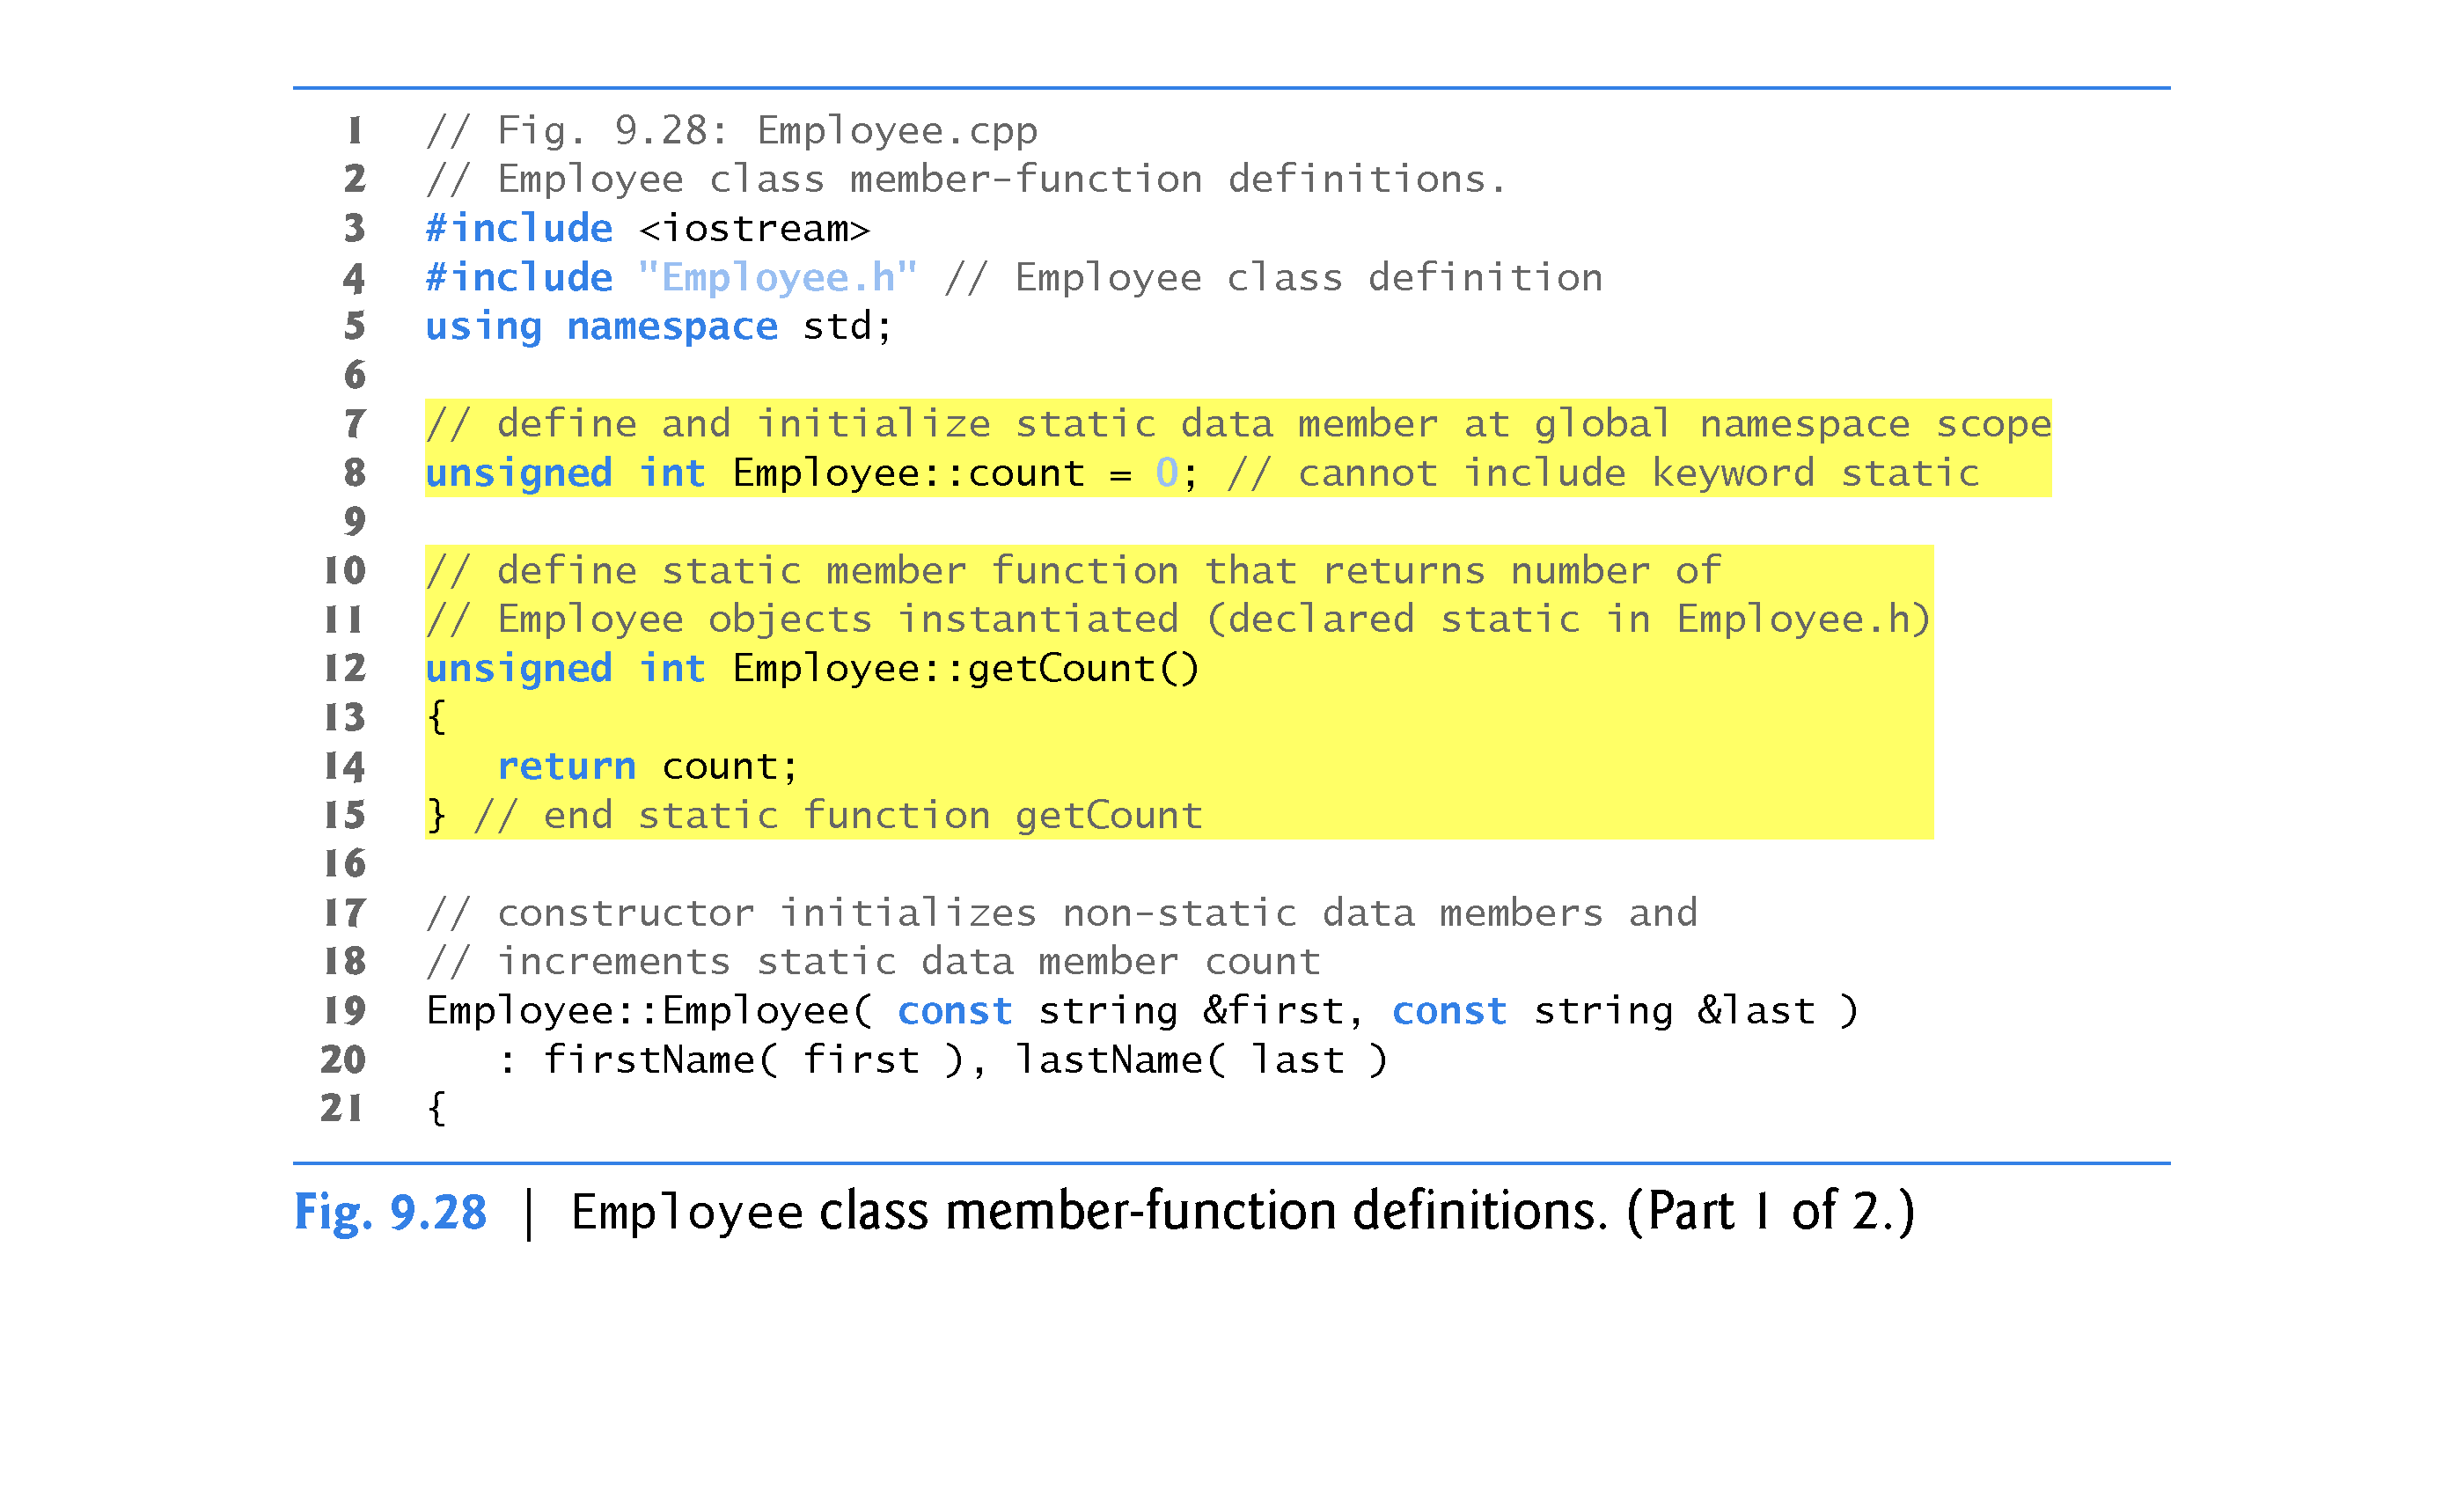 1 // Fig. 9.28: Employee.cpp
2 // Employee class member-function definitions.
3 #include <iostream>
4 #include "Employee.h" // Employee class definition
5 using namespace std;
6
7 // define and initialize static data member at global namespace scope
8 unsigned int Employee::count = 0; // cannot include keyword static
9
10 // define static member function that returns number of
11 // Employee objects instantiated (declared static in Employee.h)
12 unsigned int Employee::getCount()
13 {
14    return count;
15 } // end static function getCount
16
17 // constructor initializes non-static data members and
18 // increments static data member count
19 Employee::Employee( const string &first, const string &last )
20    : firstName( first ), lastName( last )
21 {
Fig. 9.28 | Employee class member-function definitions. (Part 1 of 2.)